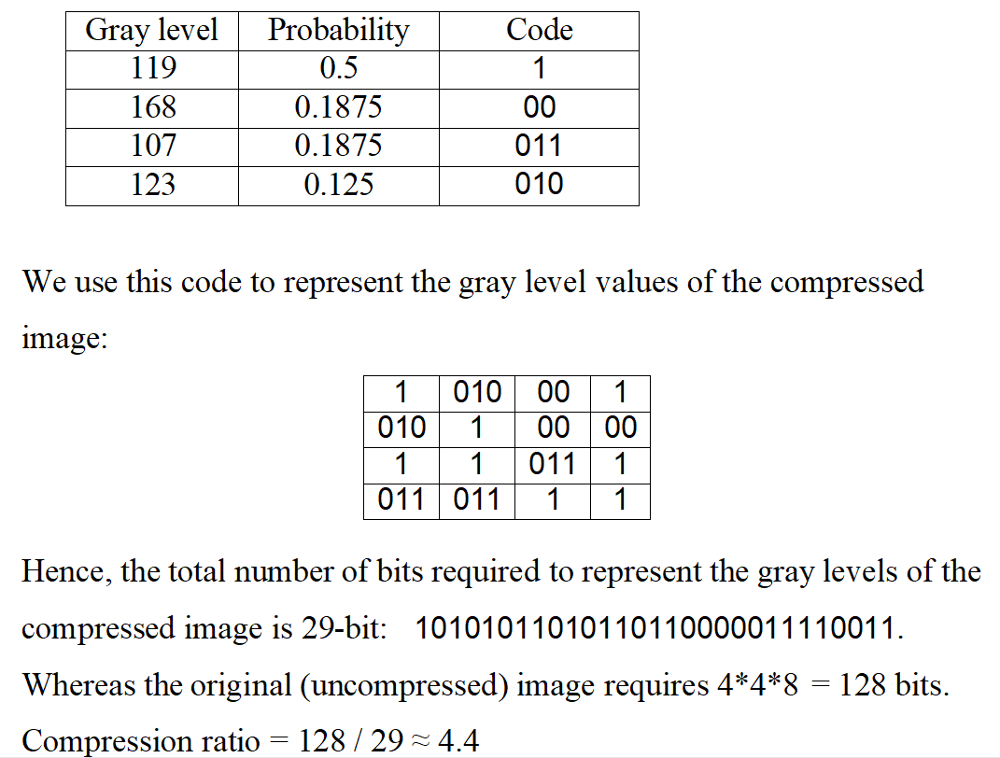 Gray level Probability Code
119 0.5 1
168 0.1875 00
107 0.1875 011
123 0.125 010
We use this code to represent the gray level values of the compressed
image:
1 010 00 1
010 1 00 00
1 1 011 1
011 011 1 1
Hence, the total number of bits required to represent the gray levels of the
compressed image is 29-bit: 10101011010110110000011110011.
Whereas the original (uncompressed) image requires 4*4*8 = 128 bits.
Compression ratio = 128 / 29 ≈ 4.4